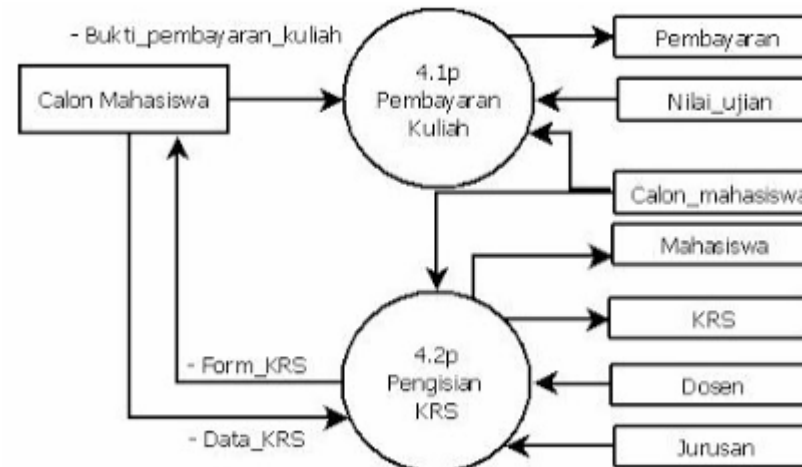 - Bukti_pembayaran_kuliah
Pembayaran
4.1p
Pembayaran
Kuliah
Calon Mahasiswa
Nilai_ujian
Calon_mahasiswa
Mahasiswa
KRS
4.2p
Pengisian
KRS
- Form_KRS
Dosen
- Data_KRS
Jurusan